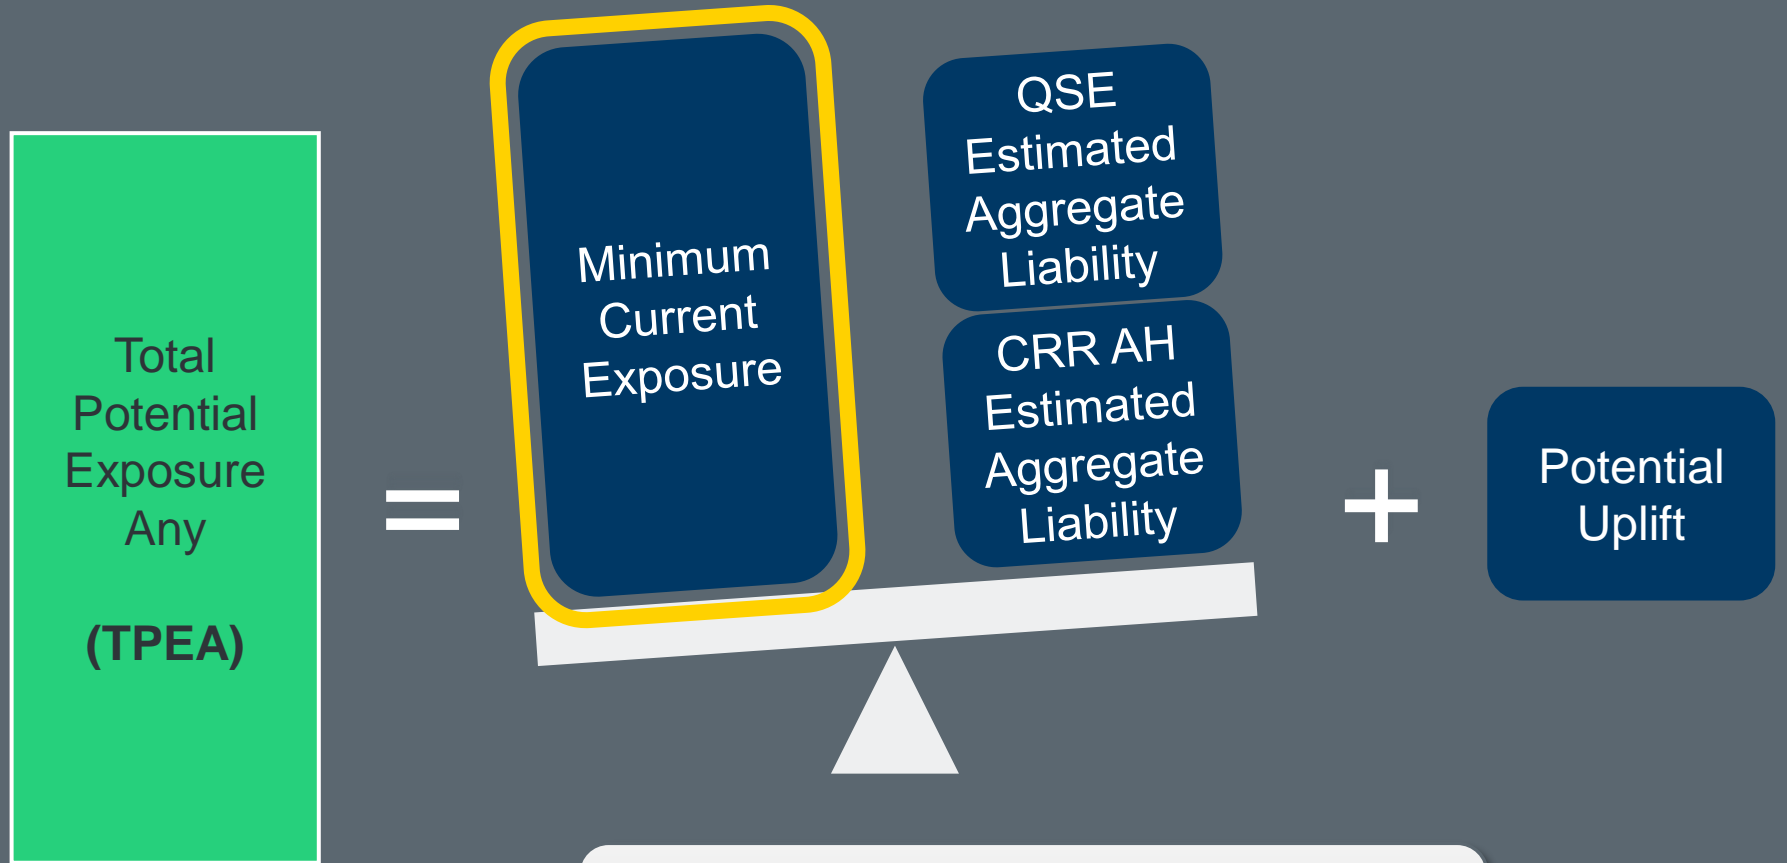 Total
Potential
Exposure
Any
(TPEA)
=
Minimum
Current
Exposure
QSE
Estimated
Aggregate
Liability
CRR AH
Estimated
Aggregate
Liability
+
Potential
Uplift